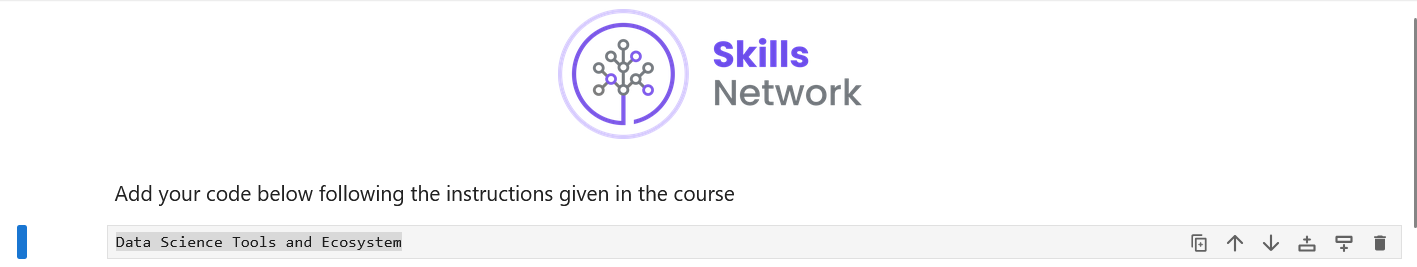 Skills
Network
Add your code below following the instructions given in the course
Data Science Tools and Ecosystem